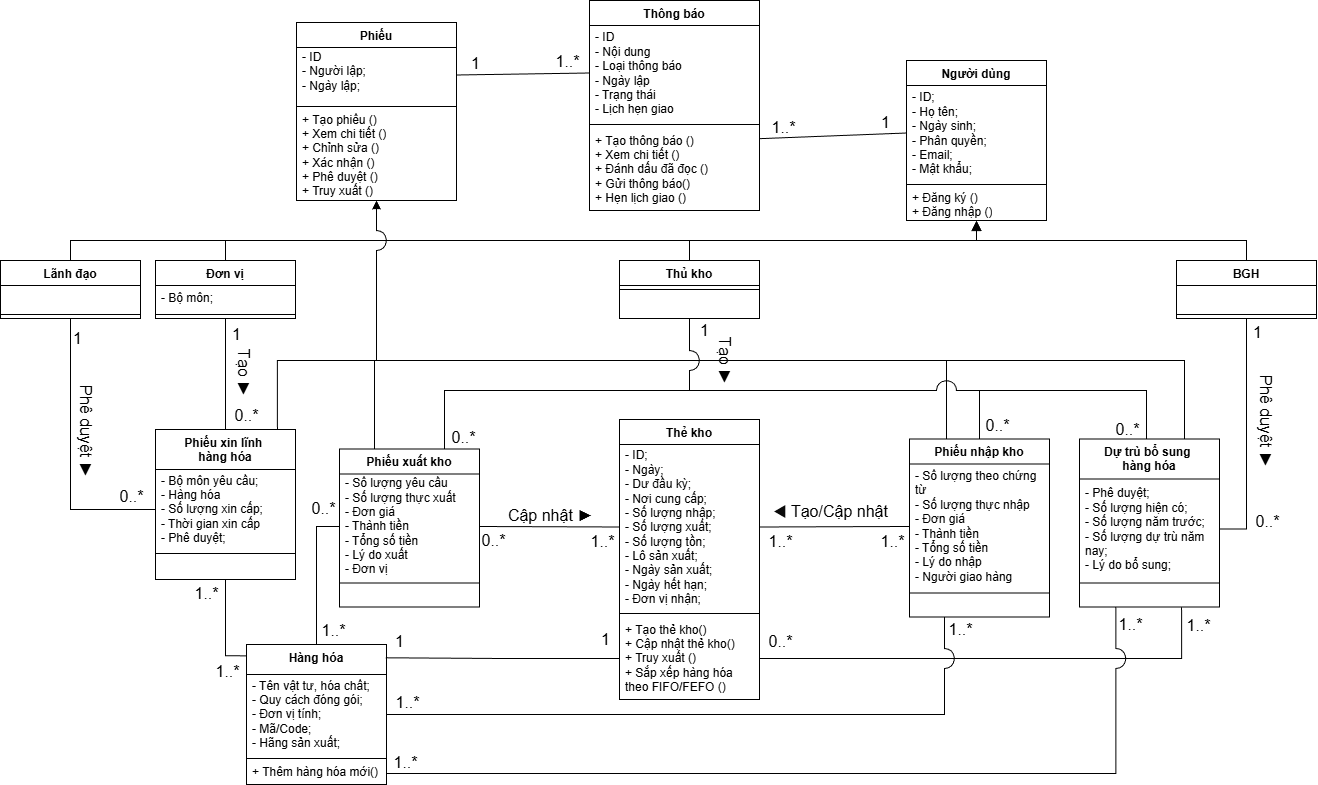 Phiếu
- ID
- Người lập;
- Ngày lập;
+ Tạo phiếu ()
+ Xem chi tiết ()
+ Chỉnh sửa ()
+ Xác nhận ()
+ Phê duyệt ()
+ Truy xuất ()
1
1..*
Thông báo
- ID
- Nội dung
- Loại thông báo
- Ngày lập
- Trạng thái
- Lịch hẹn giao
+ Tạo thông báo ()
+ Xem chi tiết ()
+ Đánh dấu đã đọc ()
+ Gửi thông báo()
+ Hẹn lịch giao ()
1..*
1
Người dùng
- ID;
- Họ tên;
- Ngày sinh;
- Phân quyền;
- Email;
- Mật khẩu;
+ Đăng ký ()
+ Đăng nhập ()
Lãnh đạo
Đơn vị
- Bộ môn;
Thủ kho
BGH
1
Phê duyệt ▶
0..*
1
Tạo ▶
0..*
1
Tạo ▶
1
Phê duyệt ▶
0..*
Phiếu xin lĩnh
hàng hóa
- Bộ môn yêu cầu;
- Hàng hóa
- Số lượng xin cấp;
- Thời gian xin cấp
- Phê duyệt;
0..*
Phiếu xuất kho
- Số lượng yêu cầu
- Số lượng thực xuất
- Đơn giá
- Thành tiền
- Tổng số tiền
- Lý do xuất
- Đơn vị
Cập nhật ▶
0..*
1..*
Thẻ kho
- ID;
- Ngày;
- Dư đầu kỳ;
- Nơi cung cấp;
- Số lượng nhập;
- Số lượng xuất;
- Số lượng tồn;
- Lô sản xuất;
- Ngày sản xuất;
- Ngày hết hạn;
- Đơn vị nhận;
+ Tạo thẻ kho()
+ Cập nhật thẻ kho()
+ Truy xuất ()
+ Sắp xếp hàng hóa
theo FIFO/FEFO ()
◀ Tạo/Cập nhật
1..*
1..*
0..*
Phiếu nhập kho
- Số lượng theo chứng
từ
- Số lượng thực nhập
- Đơn giá
- Thành tiền
- Tổng số tiền
- Lý do nhập
- Người giao hàng
0..*
Dự trù bổ sung
hàng hóa
- Phê duyệt;
- Số lượng hiện có;
- Số lượng năm trước;
- Số lượng dự trù năm
nay;
- Lý do bổ sung;
1..*
1..*
0..*
1..*
1
1
0..*
1..*
1..*
1..*
Hàng hóa
- Tên vật tư, hóa chất;
- Quy cách đóng gói;
- Đơn vị tính;
- Mã/Code;
- Hãng sản xuất;
+ Thêm hàng hóa mới()
1..*
1..*